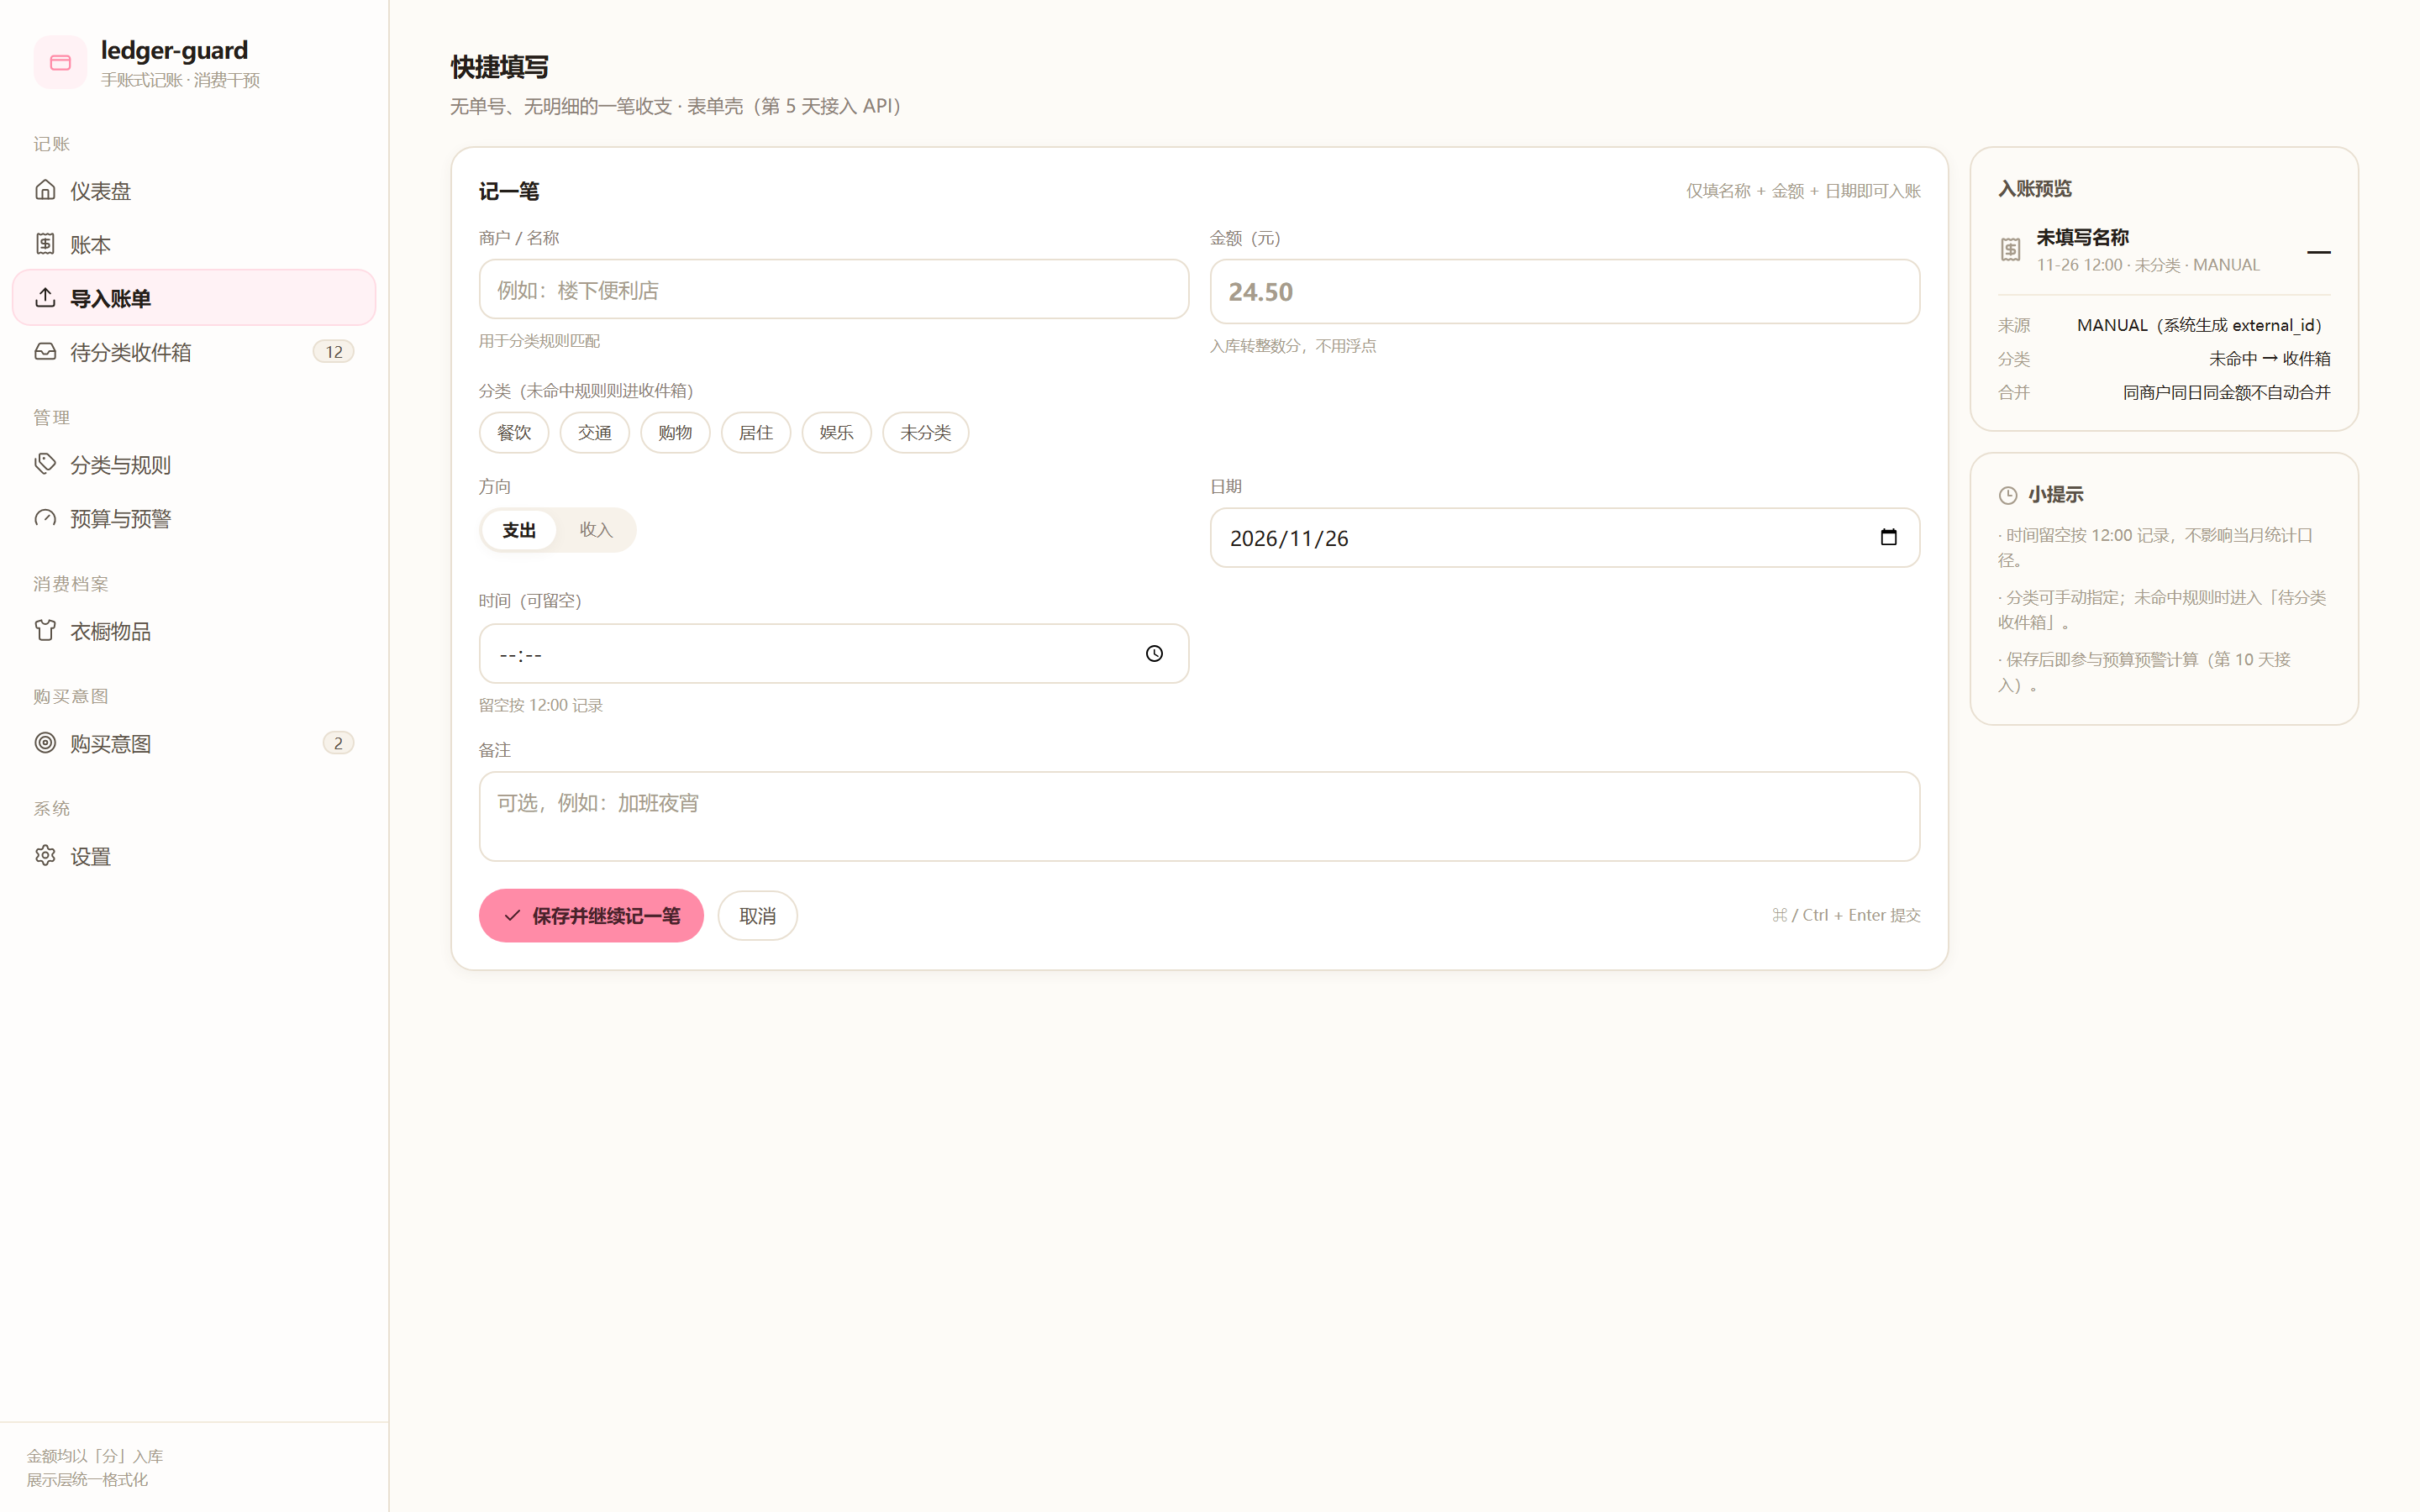 ledger-guard
手账式记账 · 消费干预
记账
仪表盘
账本
导入账单
待分类收件箱 12
管理
分类与规则
预算与预警
消费档案
衣橱物品
购买意图
购买意图 2
系统
设置
金额均以「分」入库
展示层统一格式化
快捷填写
无单号、无明细的一笔收支 · 表单壳（第 5 天接入 API）
记一笔
仅填名称 + 金额 + 日期即可入账
商户 / 名称
例如：楼下便利店
用于分类规则匹配
金额（元）
24.50
入库转整数分，不用浮点
分类（未命中规则则进收件箱）
餐饮 交通 购物 居住 娱乐 未分类
方向
支出 收入
日期
2026/11/26
时间（可留空）
--:--
留空按 12:00 记录
备注
可选，例如：加班夜宵
保存并继续记一笔 取消
⌘ / Ctrl + Enter 提交
入账预览
未填写名称
11-26 12:00 · 未分类 · MANUAL
—
来源 MANUAL（系统生成 external_id）
分类 未命中 → 收件箱
合并 同商户同日同金额不自动合并
小提示
· 时间留空按 12:00 记录，不影响当月统计口
径。
· 分类可手动指定；未命中规则时进入「待分类
收件箱」。
· 保存后即参与预算预警计算（第 10 天接
入）。